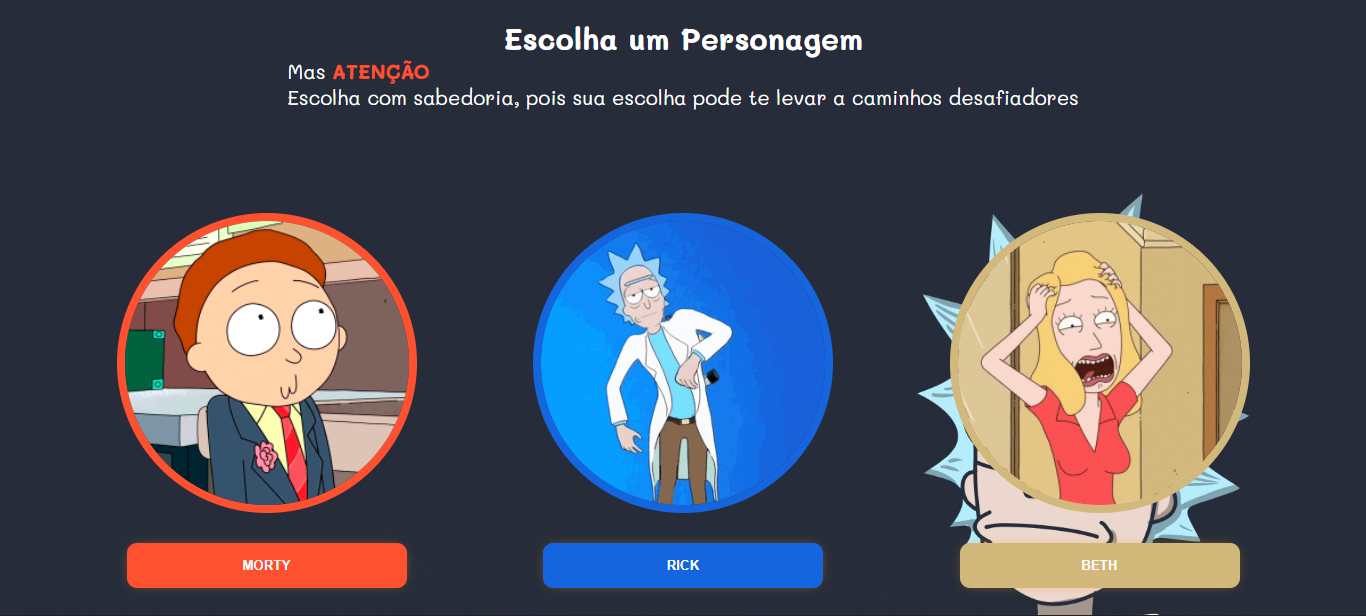 Escolha um Personagem
Mas ATENÇÃO
Escolha com sabedoria, pois sua escolha pode te levar a caminhos desafiadores
MORTY
RICK
BETH